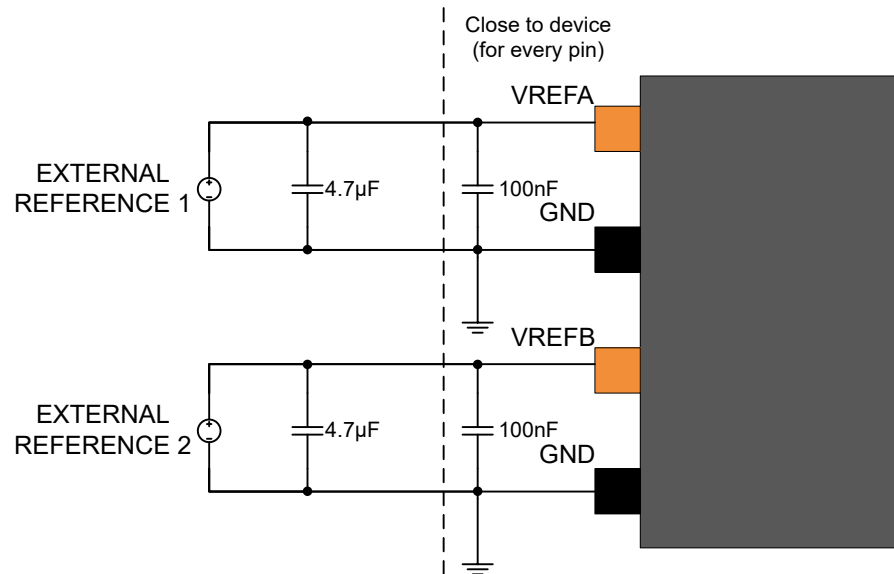 Close to device
(for every pin)
VREFA
EXTERNAL
REFERENCE 1
4.7µF
100nF
GND
VREFB
EXTERNAL
REFERENCE 2
4.7µF
100nF
GND